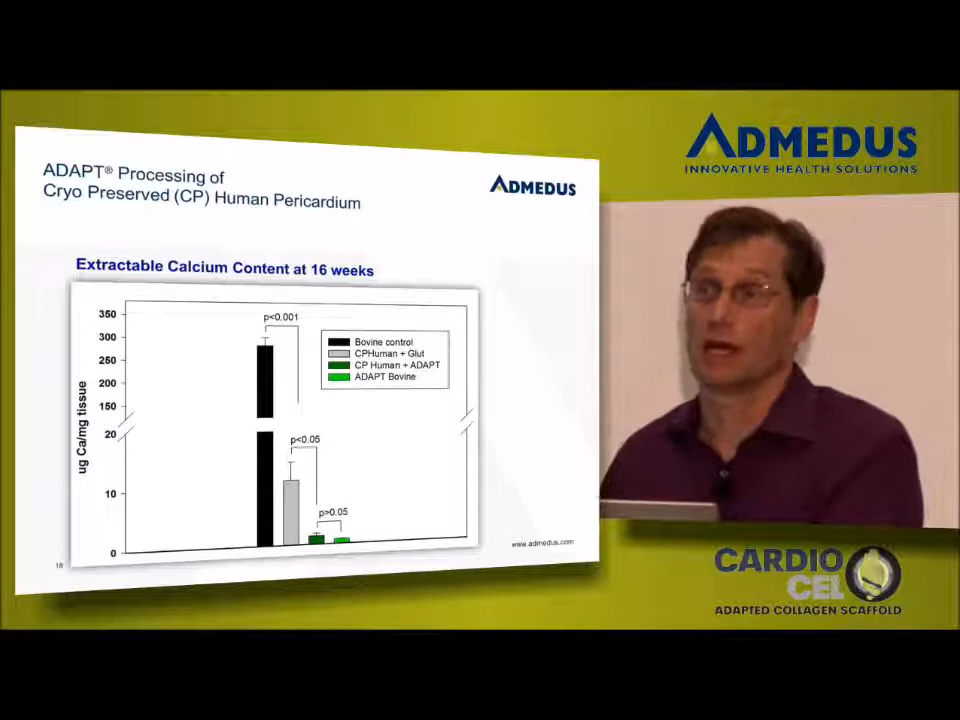 ADAPT® Processing of
Cryo Preserved (CP) Human Pericardium
ADMEDUS
Extractable Calcium Content at 16 weeks
ug Ca/mg tissue
350
300
250
200
150
20
10
0
p<0.001
p<0.05
p>0.05
Bovine control
CPHuman + Glut
CP Human + ADAPT
ADAPT Bovine
18
www.admedus.com
ADMEDUS
INNOVATIVE HEALTH SOLUTIONS
CARDIO
CEL
ADAPTED COLLAGEN SCAFFOLD